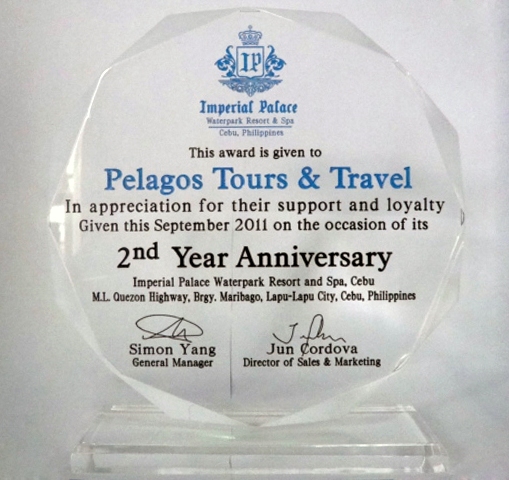 IP
Imperial Palace
Waterpark Resort & Spa
Cebu, Philippines
This award is given to
Pelagos Tours & Travel
In appreciation for their support and loyalty
Given this September 2011 on the occasion of its
2nd Year Anniversary
Imperial Palace Waterpark Resort and Spa, Cebu
M.L. Quezon Highway, Brgy. Maribago, Lapu-Lapu City, Cebu, Philippines
Simon Yang
General Manager
Jun Cordova
Director of Sales & Marketing